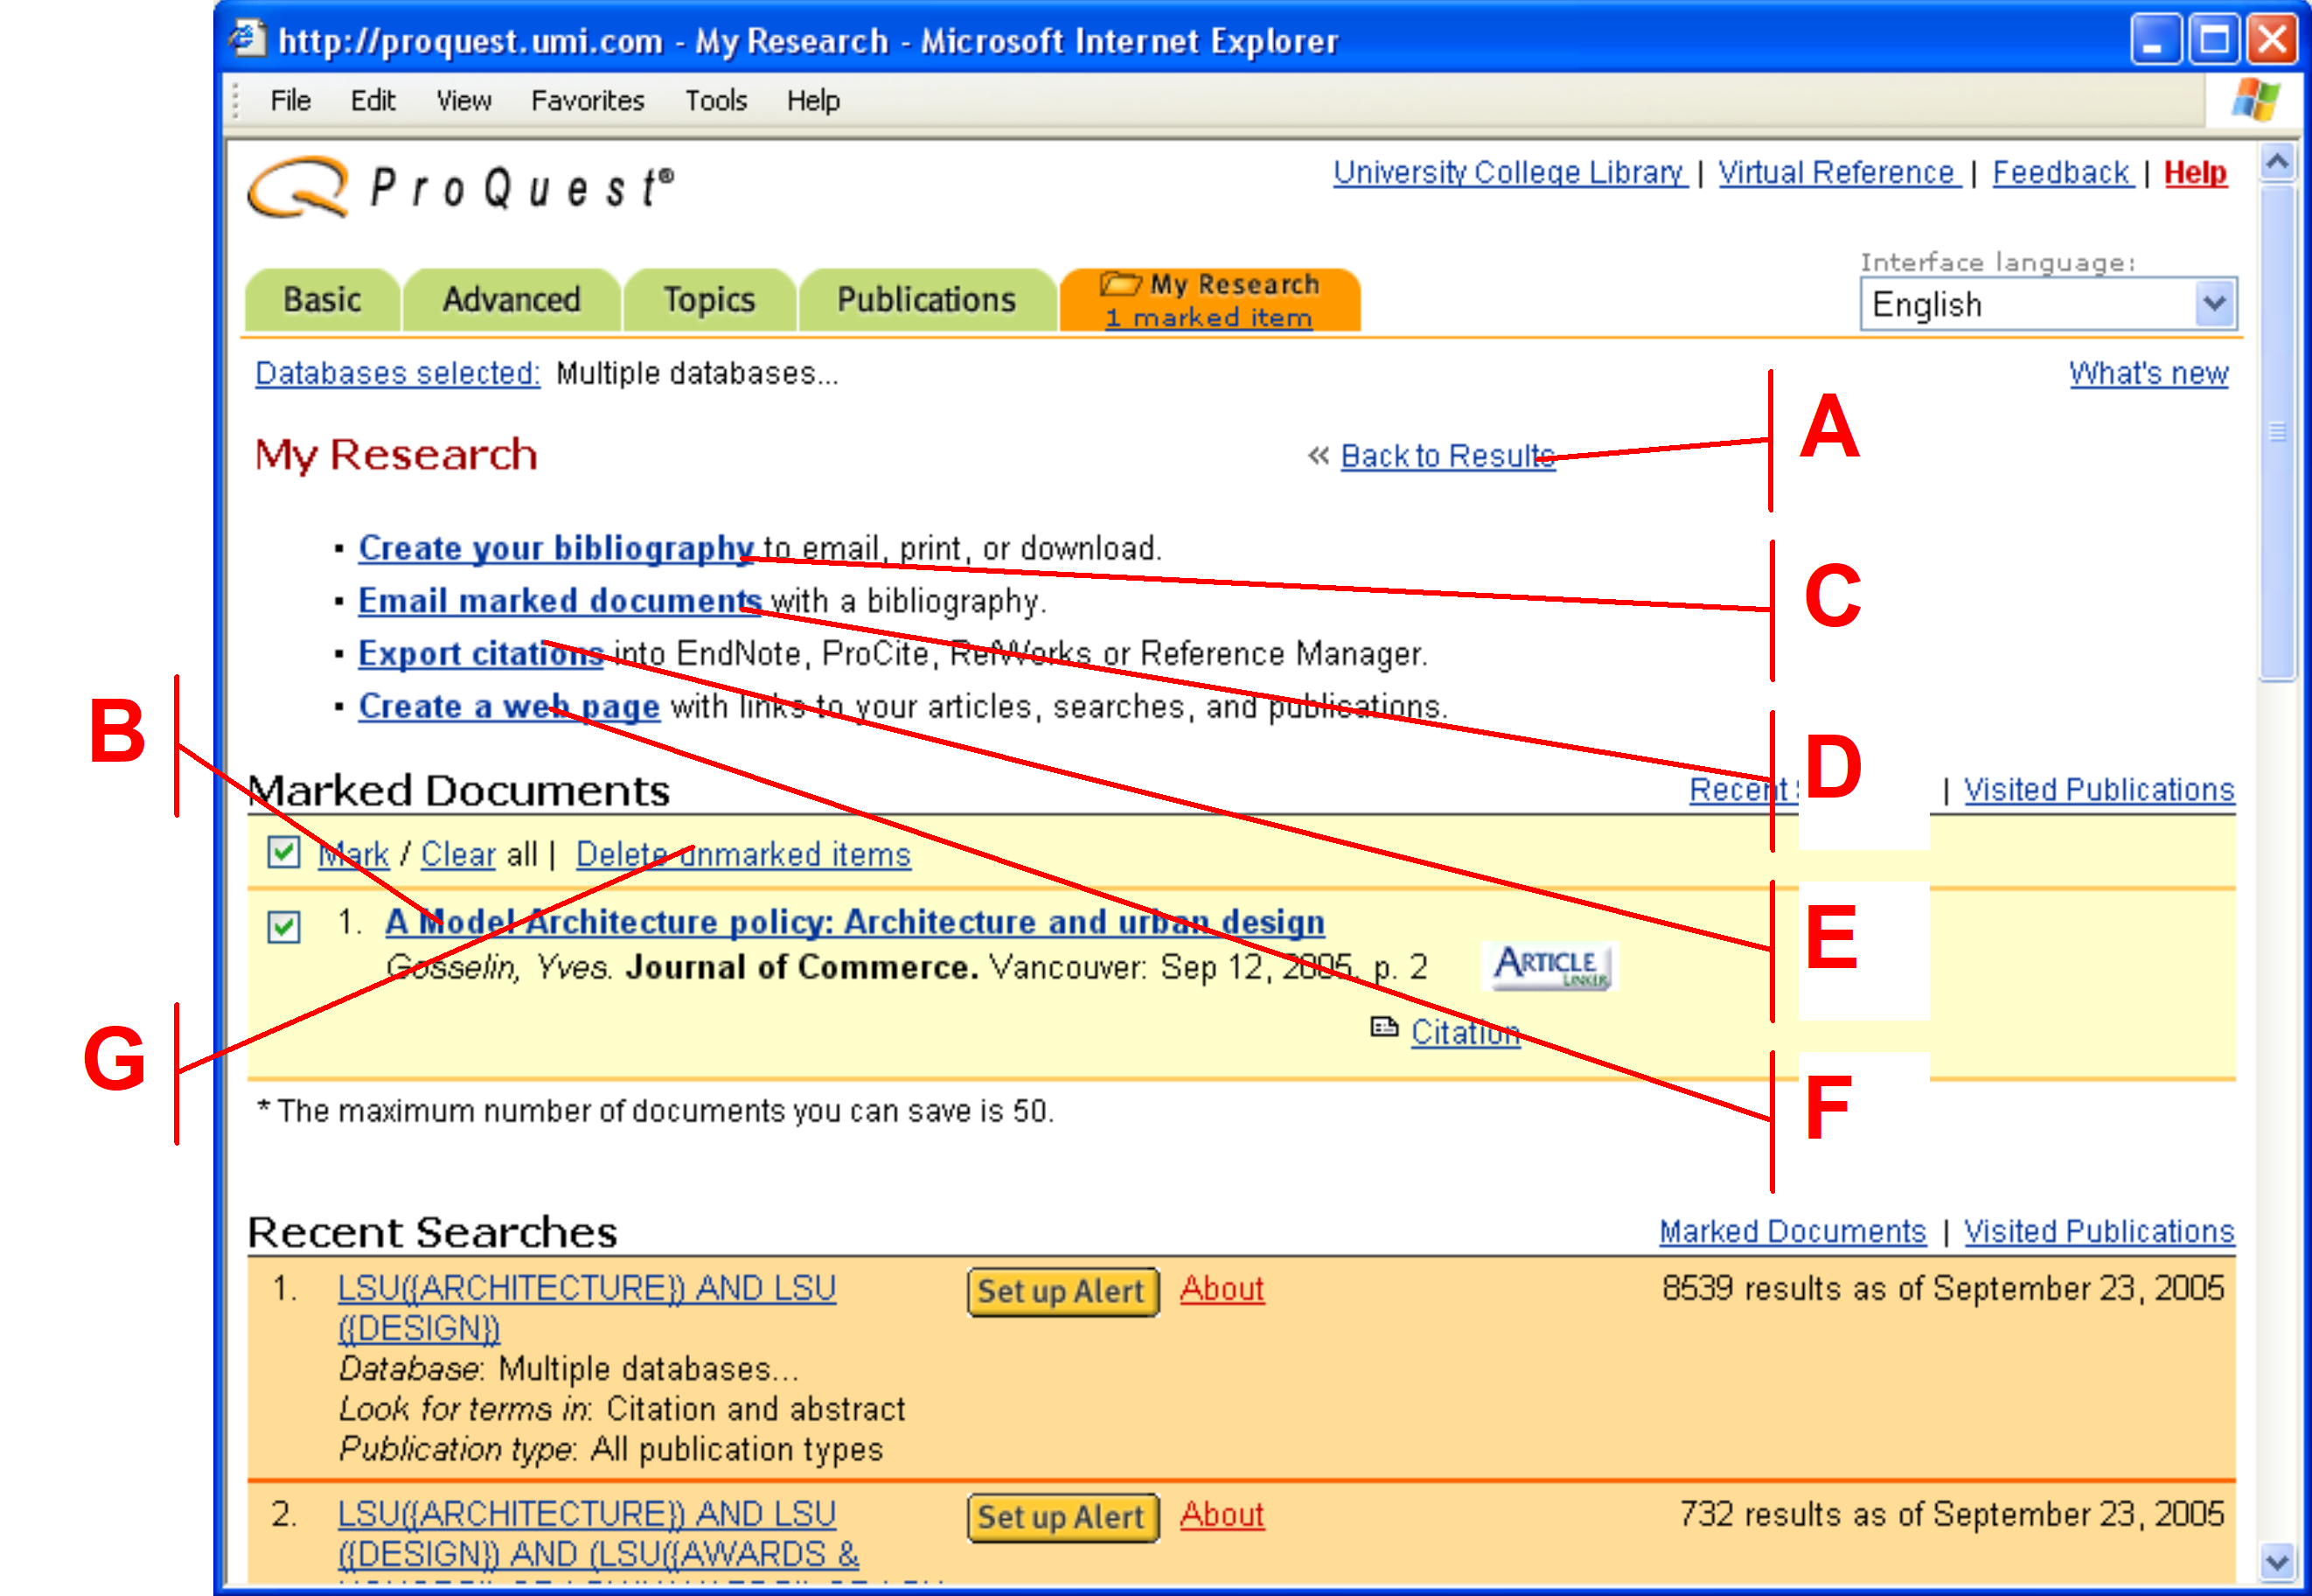 http://proquest.umi.com - My Research - Microsoft Internet Explorer
File Edit View Favorites Tools Help
ProQuest®
University College Library | Virtual Reference | Feedback | Help
Interface language:
Basic Advanced Topics Publications My Research
1 marked item
English
Databases selected: Multiple databases...
What's new
A
My Research
« Back to Results
▪ Create your bibliography to email, print, or download.
C
▪ Email marked documents with a bibliography.
▪ Export citations into EndNote, ProCite, RefWorks or Reference Manager.
▪ Create a web page with links to your articles, searches, and publications.
B
D
Marked Documents
Recent | Visited Publications
Mark / Clear all | Delete unmarked items
1. A Model Architecture policy: Architecture and urban design
E
Gosselin, Yves. Journal of Commerce. Vancouver: Sep 12, 2005. p. 2
ARTICLE
LINKER
Citation
G
F
* The maximum number of documents you can save is 50.
Recent Searches
Marked Documents | Visited Publications
1. LSU({ARCHITECTURE}) AND LSU
({DESIGN})
Set up Alert About
8539 results as of September 23, 2005
Database: Multiple databases...
Look for terms in: Citation and abstract
Publication type: All publication types
2. LSU({ARCHITECTURE}) AND LSU
({DESIGN}) AND (LSU({AWARDS &
Set up Alert About
732 results as of September 23, 2005